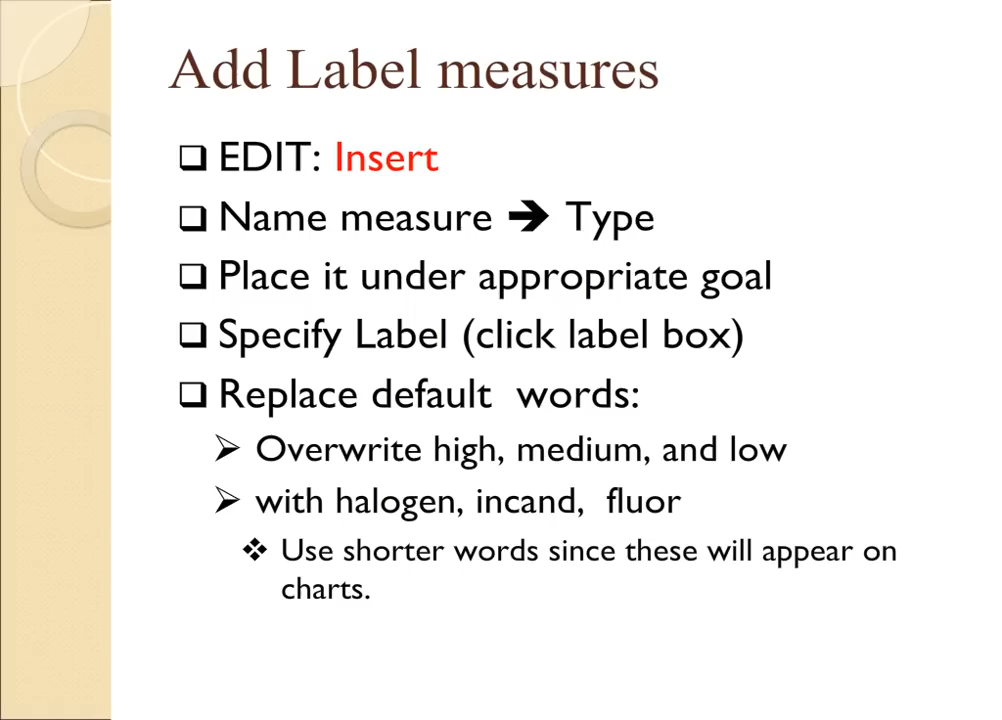 Add Label measures
❑ EDIT: Insert
❑ Name measure ➔ Type
❑ Place it under appropriate goal
❑ Specify Label (click label box)
❑ Replace default words:
➢ Overwrite high, medium, and low
➢ with halogen, incand, fluor
❖ Use shorter words since these will appear on
charts.